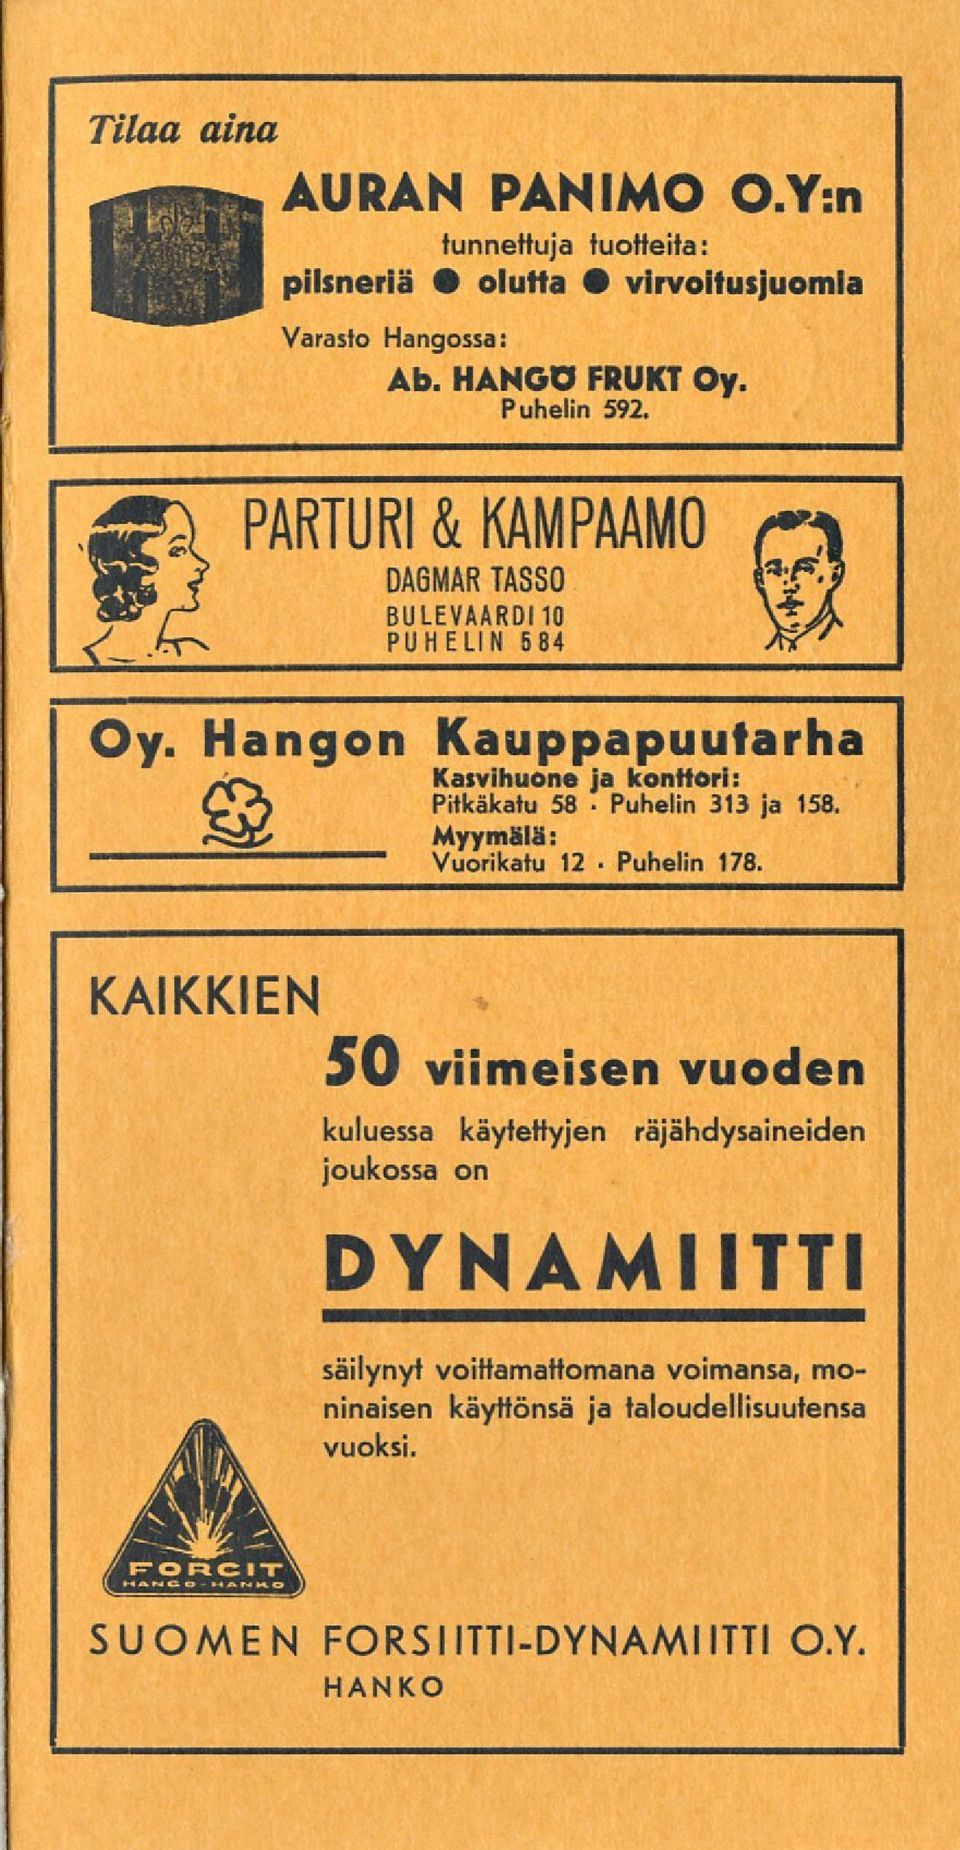 Tilaa aina
AURAN PANIMO O.Y:n
tunnettuja tuotteita:
pilsneriä ● olutta ● virvoitusjuomia
Varasto Hangossa:
Ab. HANGÖ FRUKT Oy.
Puhelin 592.
PARTURI & KAMPAAMO
DAGMAR TASSO
BULEVAARDI 10
PUHELIN 584
Oy. Hangon Kauppapuutarha
Kasvihuone ja konttori:
Pitkäkatu 58 . Puhelin 313 ja 158.
Myymälä:
Vuorikatu 12 . Puhelin 178.
KAIKKIEN
50 viimeisen vuoden
kuluessa käytettyjen räjähdysaineiden
joukossa on
DYNAMIITTI
säilynyt voittamattomana voimansa, mo-
ninaisen käyttönsä ja taloudellisuutensa
vuoksi.
FORCIT
HANGO-HANKO
SUOMEN FORSIITTI-DYNAMIITTI O.Y.
HANKO